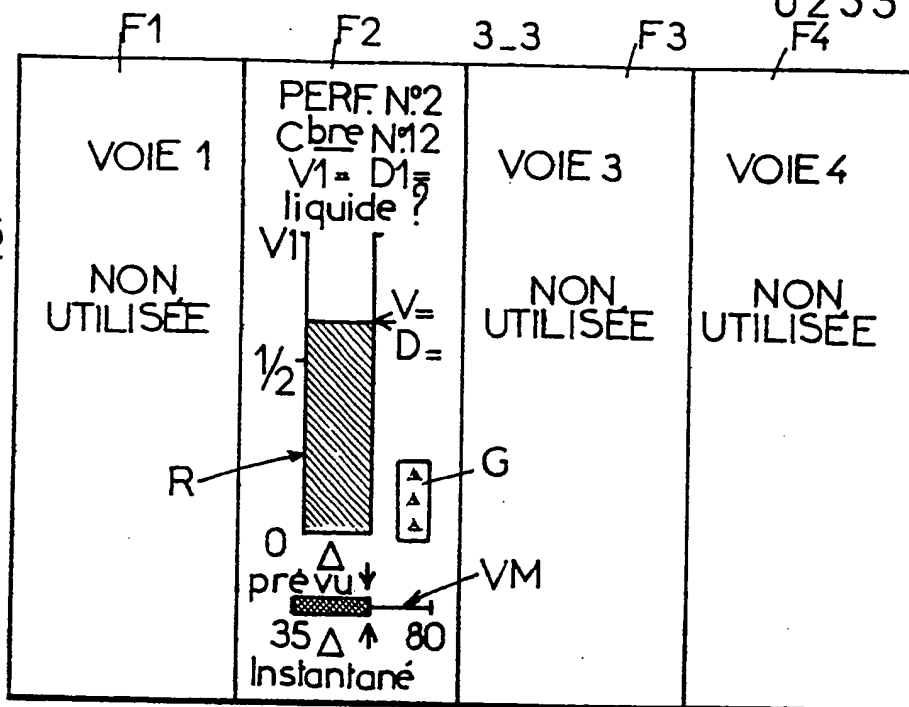 F1 F2 3_3 F3 F4
VOIE 1
NON
UTILISÉE
PERF. N°2
Cbre N°12
V1= D1=
liquide ?
V1
V=
D=
1/2
R
G
0
prévu
VM
35 80
Instantané
VOIE 3
NON
UTILISÉE
VOIE 4
NON
UTILISÉE